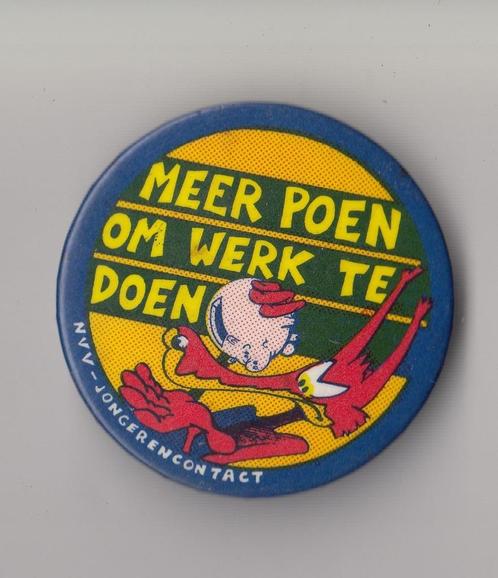 MEER POEN
OM WERK TE
DOEN
NVV-JONGERENCONTACT